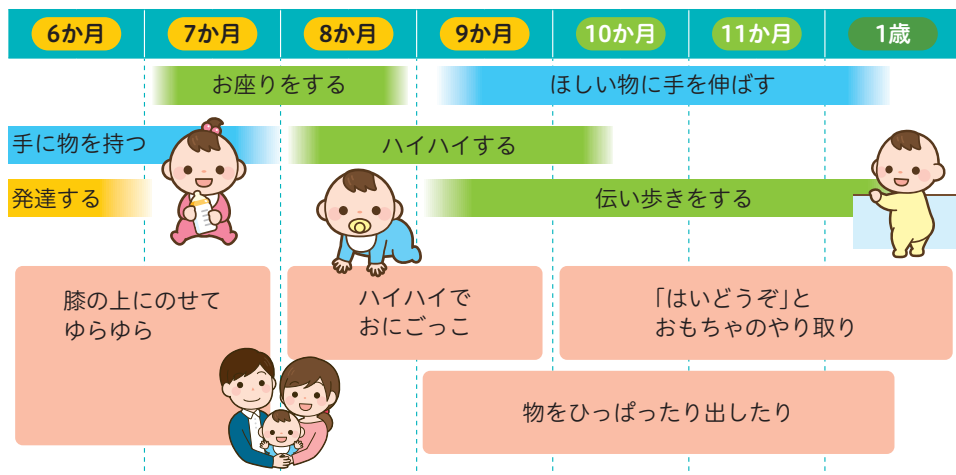 6か月 7か月 8か月 9か月 10か月 11か月 1歳
お座りをする
ほしい物に手を伸ばす
手に物を持つ
ハイハイする
発達する
伝い歩きをする
膝の上にのせて
ゆらゆら
ハイハイで
おにごっこ
「はいどうぞ」と
おもちゃのやり取り
物をひっぱったり出したり